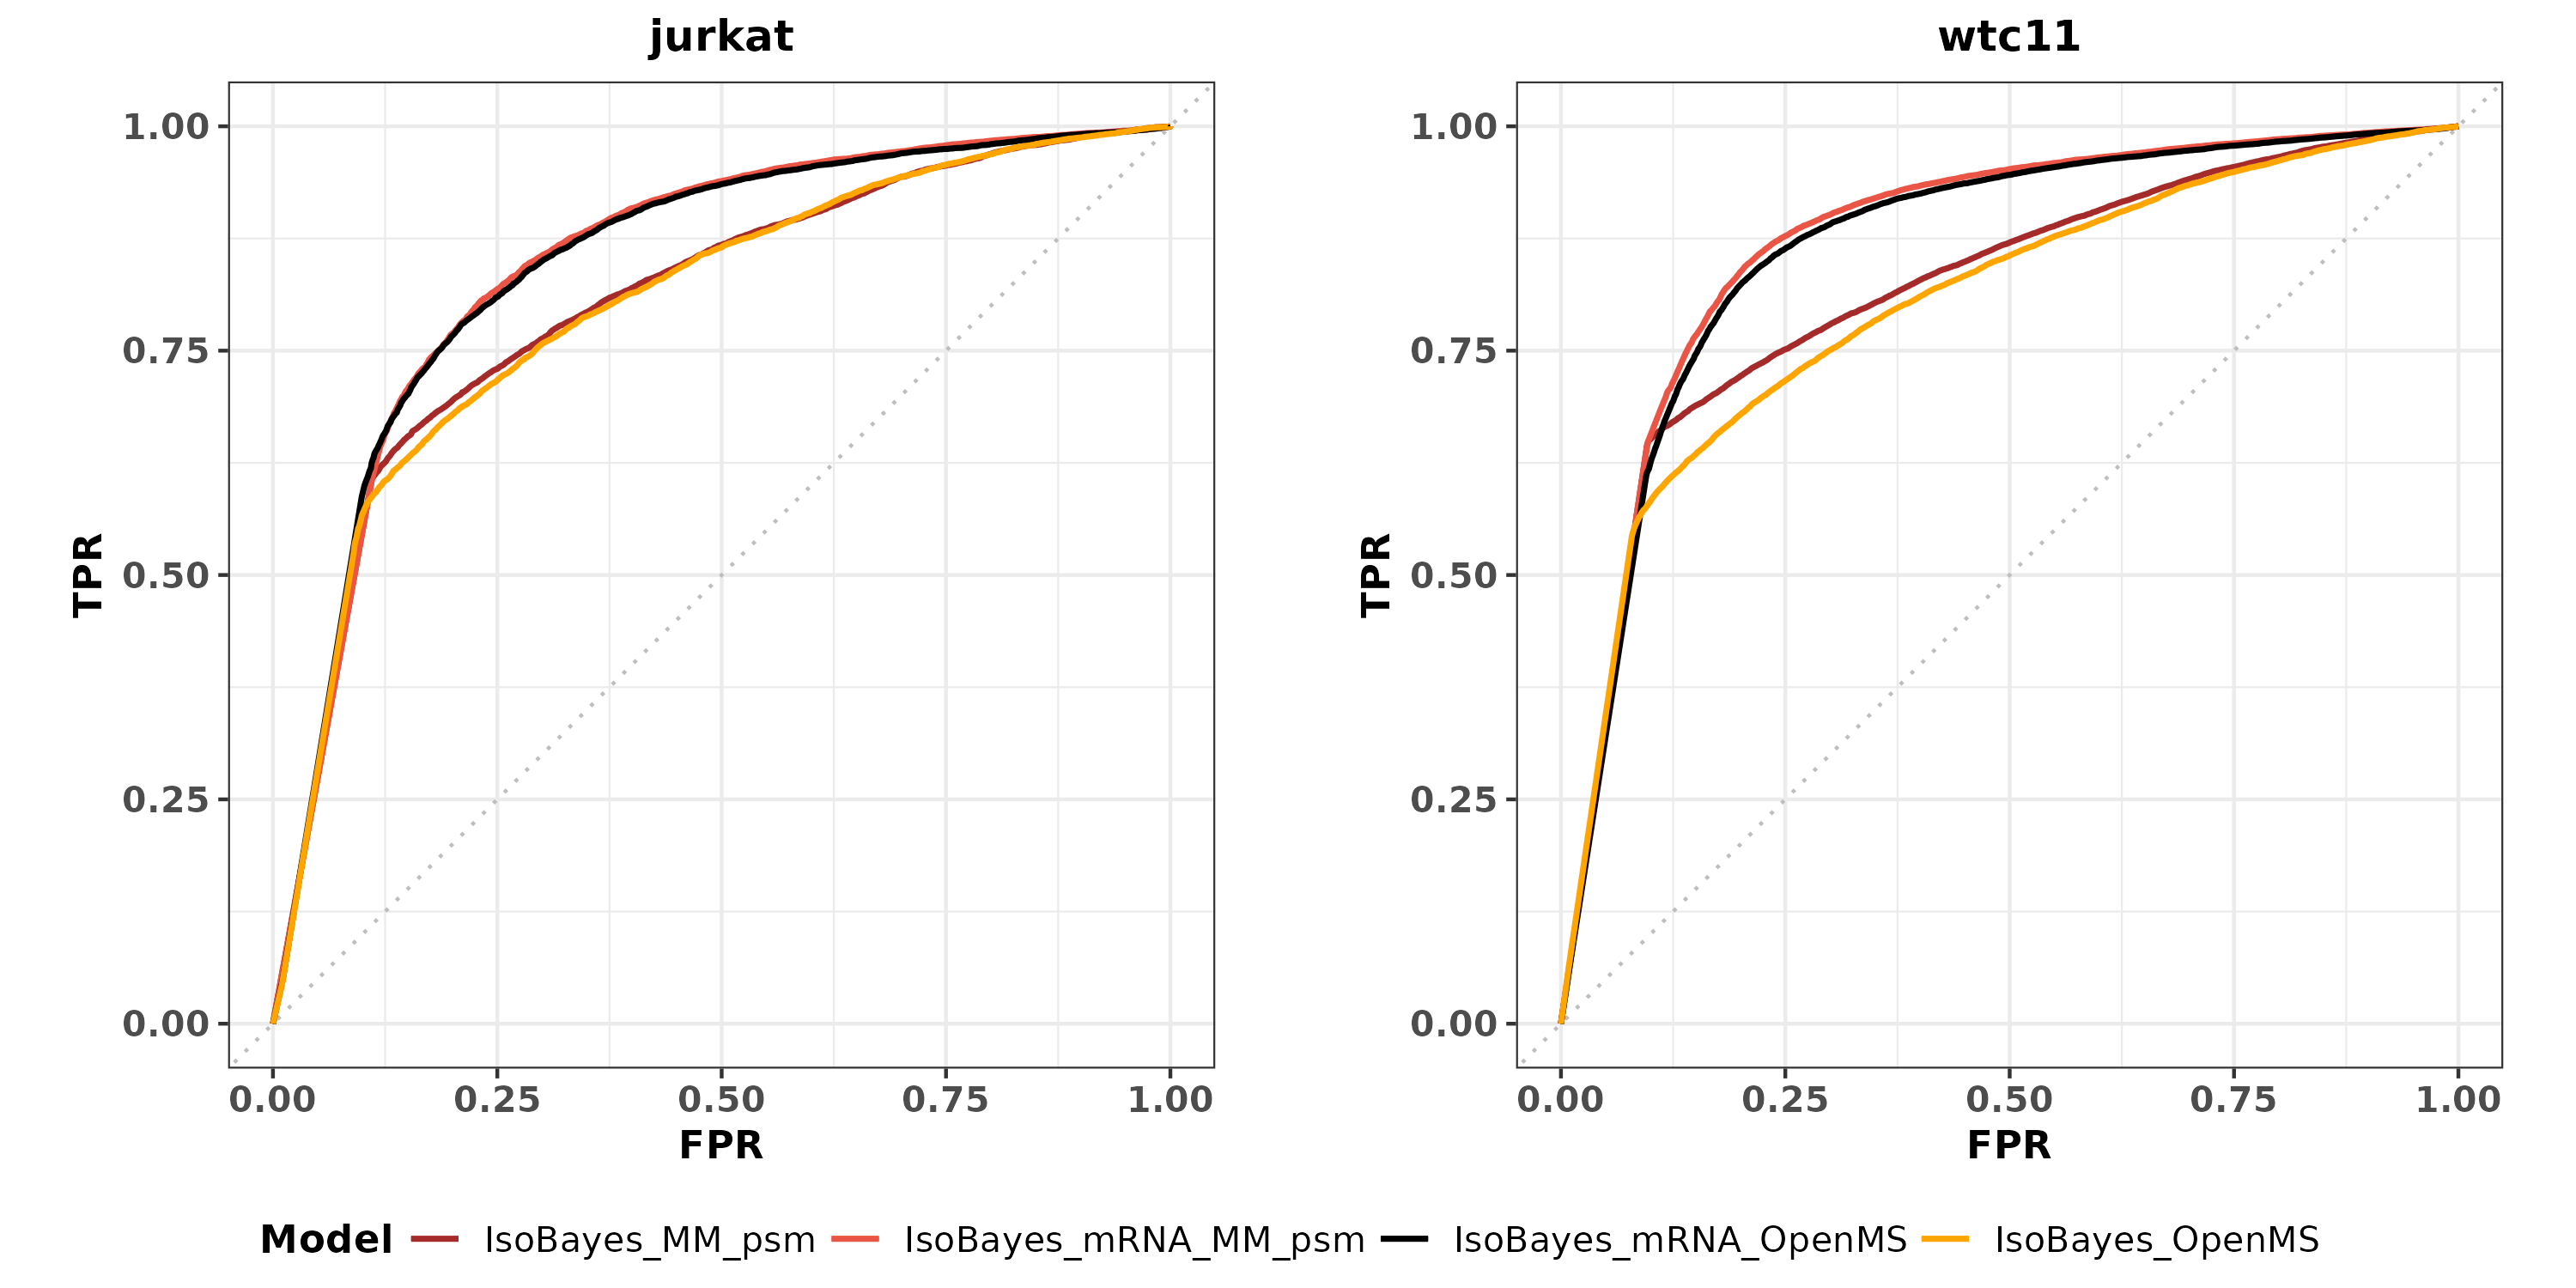 jurkat
wtc11
1.00
0.75
0.50
0.25
0.00
TPR
0.00 0.25 0.50 0.75 1.00
FPR
1.00
0.75
0.50
0.25
0.00
TPR
0.00 0.25 0.50 0.75 1.00
FPR
Model IsoBayes_MM_psm IsoBayes_mRNA_MM_psm IsoBayes_mRNA_OpenMS IsoBayes_OpenMS